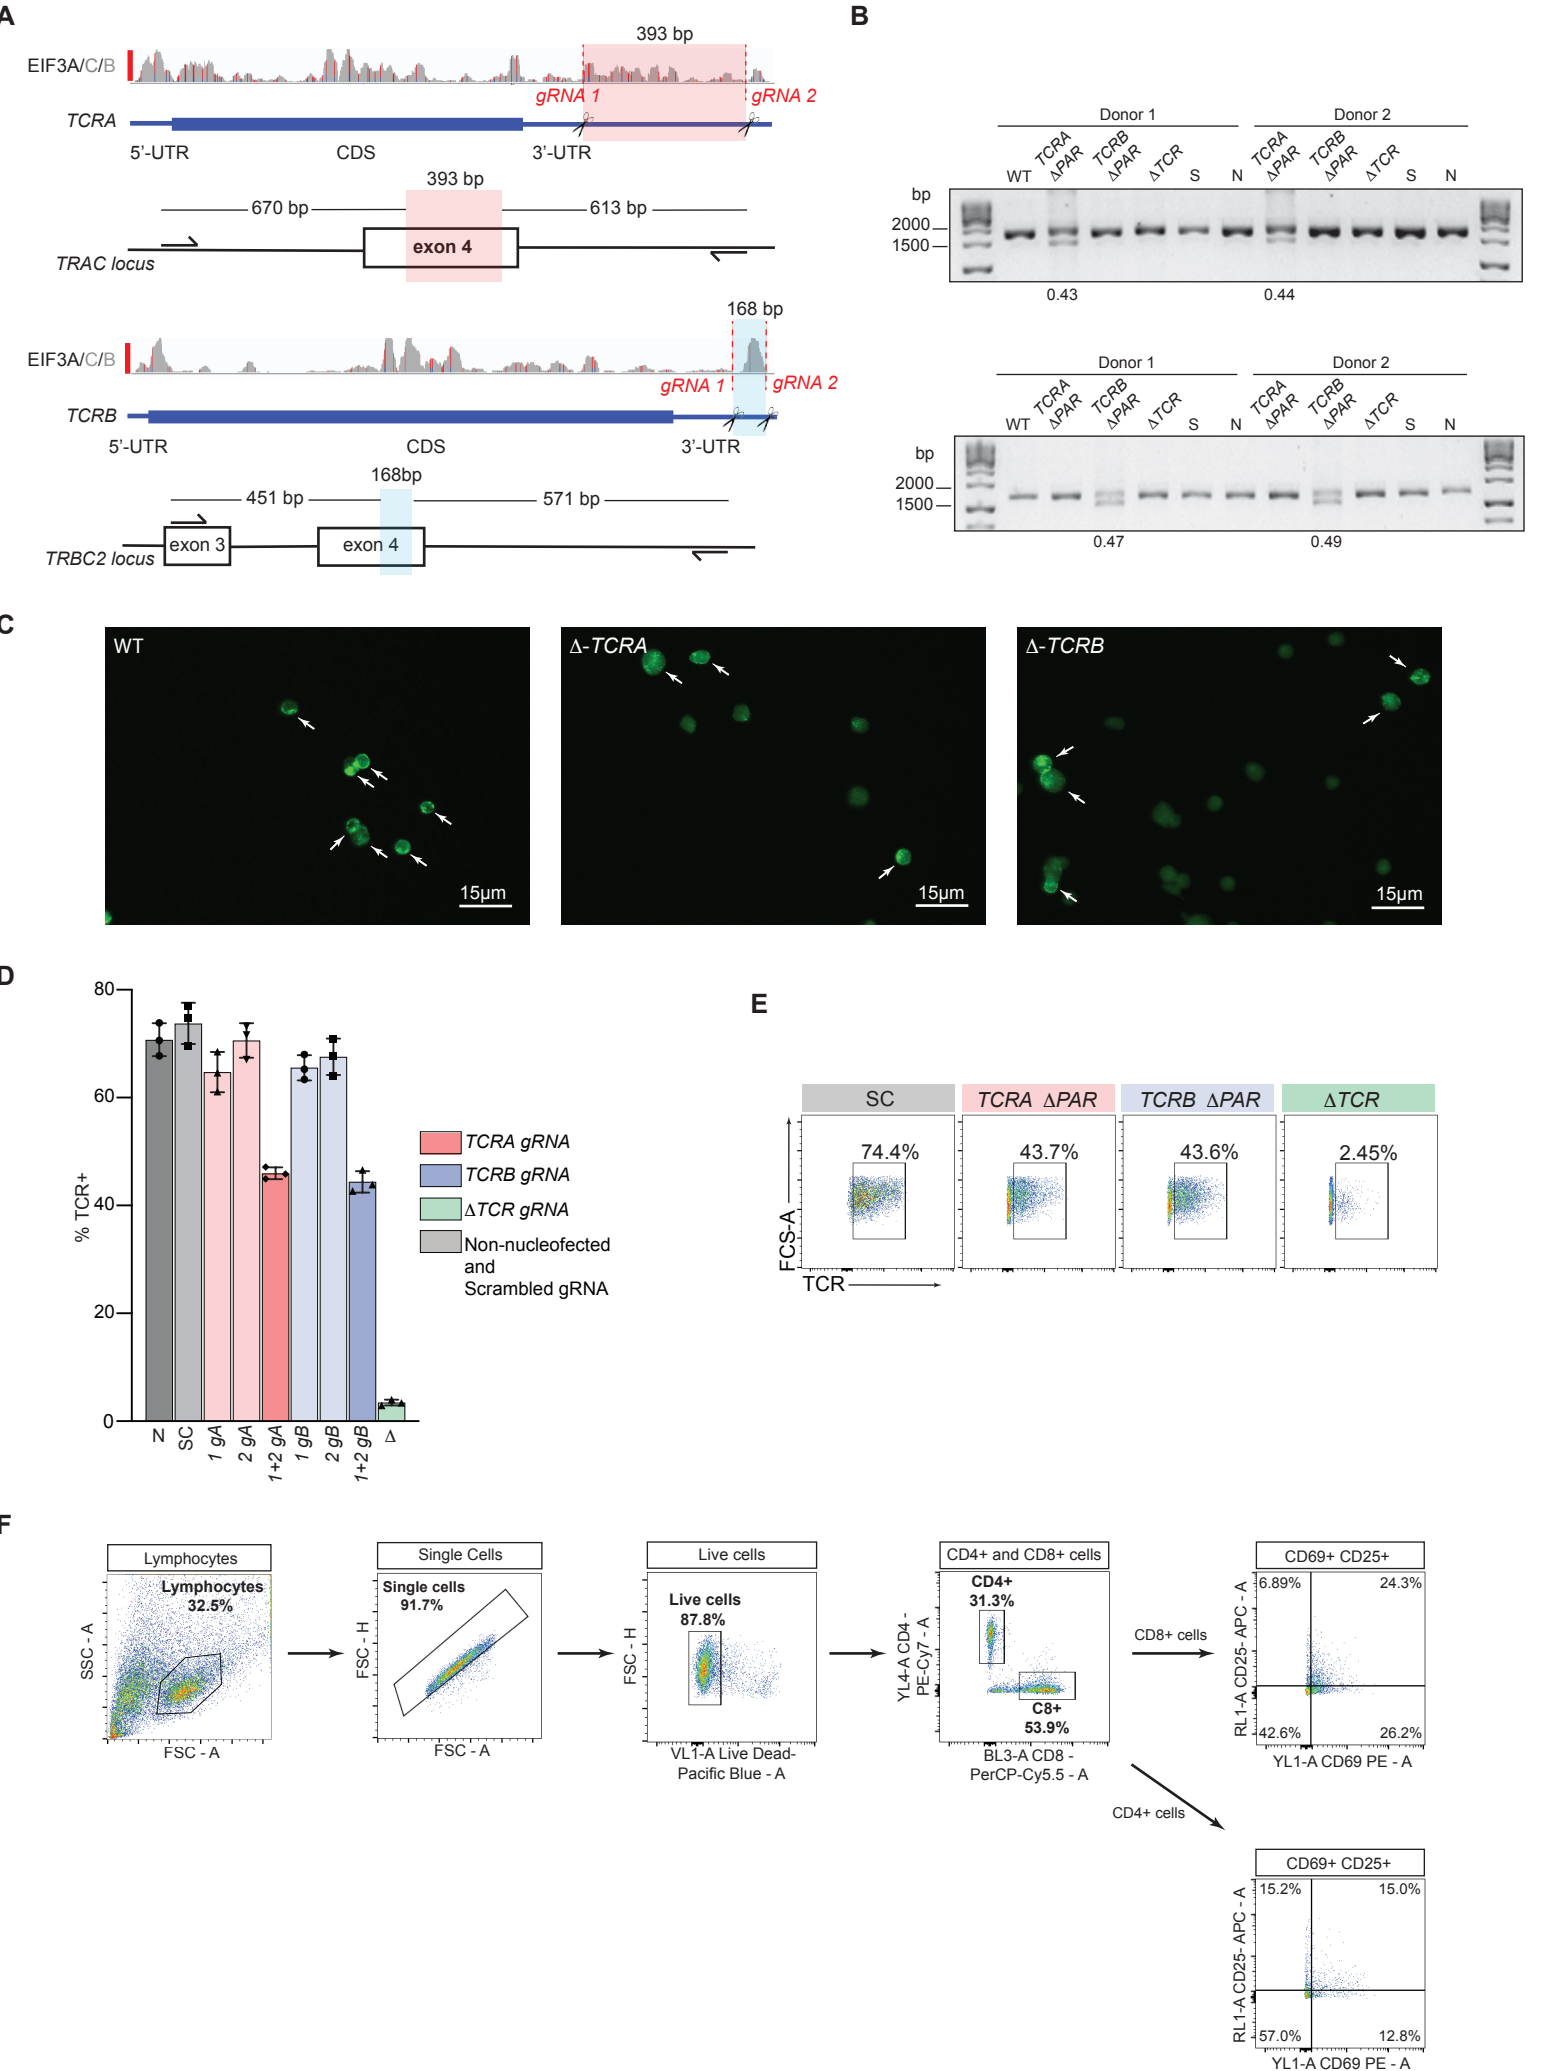 A
393 bp
EIF3A/C/B
gRNA 1
gRNA 2
TCRA
5'-UTR
CDS
3'-UTR
393 bp
670 bp
613 bp
exon 4
TRAC locus
168 bp
EIF3A/C/B
gRNA 1
gRNA 2
TCRB
5'-UTR
CDS
3'-UTR
168bp
451 bp
571 bp
exon 3
exon 4
TRBC2 locus
B
Donor 1
Donor 2
WT
TCRA ΔPAR
TCRB ΔPAR
ΔTCR
S
N
TCRA ΔPAR
TCRB ΔPAR
ΔTCR
S
N
bp
2000
1500
0.43
0.44
Donor 1
Donor 2
WT
TCRA ΔPAR
TCRB ΔPAR
ΔTCR
S
N
TCRA ΔPAR
TCRB ΔPAR
ΔTCR
S
N
bp
2000
1500
0.47
0.49
C
WT
15µm
Δ-TCRA
15µm
Δ-TCRB
15µm
D
80
60
40
20
0
% TCR+
N
SC
1 gA
2 gA
1+2 gA
1 gB
2 gB
1+2 gB
Δ
TCRA gRNA
TCRB gRNA
ΔTCR gRNA
Non-nucleofected
and
Scrambled gRNA
E
SC
TCRA ΔPAR
TCRB ΔPAR
ΔTCR
74.4%
43.7%
43.6%
2.45%
FCS-A
TCR
F
Lymphocytes
Lymphocytes
32.5%
SSC - A
FSC - A
Single Cells
Single cells
91.7%
FSC - H
FSC - A
Live cells
Live cells
87.8%
FSC - H
VL1-A Live Dead-
Pacific Blue - A
CD4+ and CD8+ cells
CD4+
31.3%
C8+
53.9%
YL4-A CD4 -
PE-Cy7 - A
BL3-A CD8 -
PerCP-Cy5.5 - A
CD8+ cells
CD4+ cells
CD69+ CD25+
6.89%
24.3%
42.6%
26.2%
RL1-A CD25- APC - A
YL1-A CD69 PE - A
CD69+ CD25+
15.2%
15.0%
57.0%
12.8%
RL1-A CD25- APC - A
YL1-A CD69 PE - A